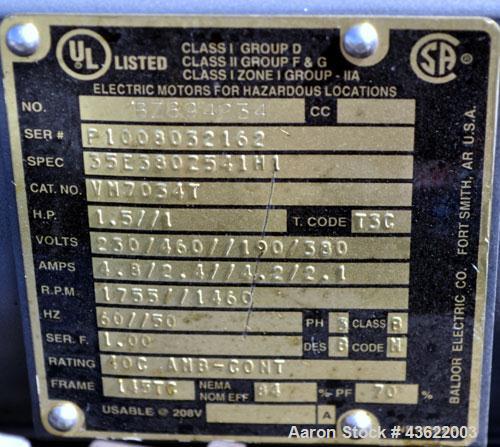 UL LISTED
CLASS I GROUP D
CLASS II GROUP F & G
CLASS I ZONE I GROUP - IIA
SA ®
ELECTRIC MOTORS FOR HAZARDOUS LOCATIONS
NO. CC
SER # P1008032162
SPEC 35E3802541H1
CAT. NO. VM7034T
H.P. 1.5//1 T. CODE T3C
VOLTS 230/460//190/380
AMPS 4.8/2.4//4.2/2.1
R.P.M. 1755//1460
HZ 60//50 PH 3 CLASS B
SER. F. 1.00 DES B CODE M
RATING 40C AMB-CONT
FRAME 145TC NEMA NOM EFF 84 % PF 70 %
USABLE @ 208V A
BALDOR ELECTRIC CO. FORT SMITH, AR U.S.A.
Aaron Stock # 43622003